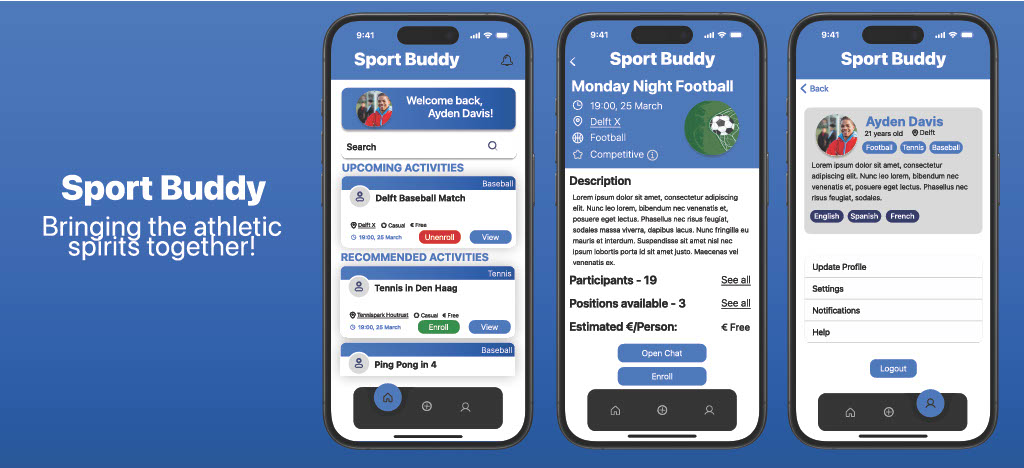 Sport Buddy
Bringing the athletic
spirits together!
9:41
Sport Buddy
Welcome back,
Ayden Davis!
Search
UPCOMING ACTIVITIES
Baseball
Delft Baseball Match
Delft X Casual € Free
19:00, 25 March Unenroll View
RECOMMENDED ACTIVITIES
Tennis
Tennis in Den Haag
Tennispark Houtrust Casual € Free
19:00, 25 March Enroll View
Baseball
Ping Pong in 4
9:41
Sport Buddy
Monday Night Football
19:00, 25 March
Delft X
Football
Competitive
Description
Lorem ipsum dolor sit amet, consectetur adipiscing
elit. Nunc leo lorem, bibendum vel venenatis et,
posuere eget lectus. Phasellus nec risus feugiat,
sodales massa viverra, dapibus lacus. Nunc fringilla eu
mauris et interdum. Suspendisse sit amet nisl nec
ipsum lobortis porta id sit amet justo. Maecenas vel
venenatis ex.
Participants - 19 See all
Positions available - 3 See all
Estimated €/Person: € Free
Open Chat
Enroll
9:41
Sport Buddy
Back
Ayden Davis
21 years old Delft
Football Tennis Baseball
Lorem ipsum dolor sit amet, consectetur
adipiscing elit. Nunc leo lorem, bibendum vel
venenatis et, posuere eget lectus. Phasellus nec
risus feugiat, sodales.
English Spanish French
Update Profile
Settings
Notifications
Help
Logout